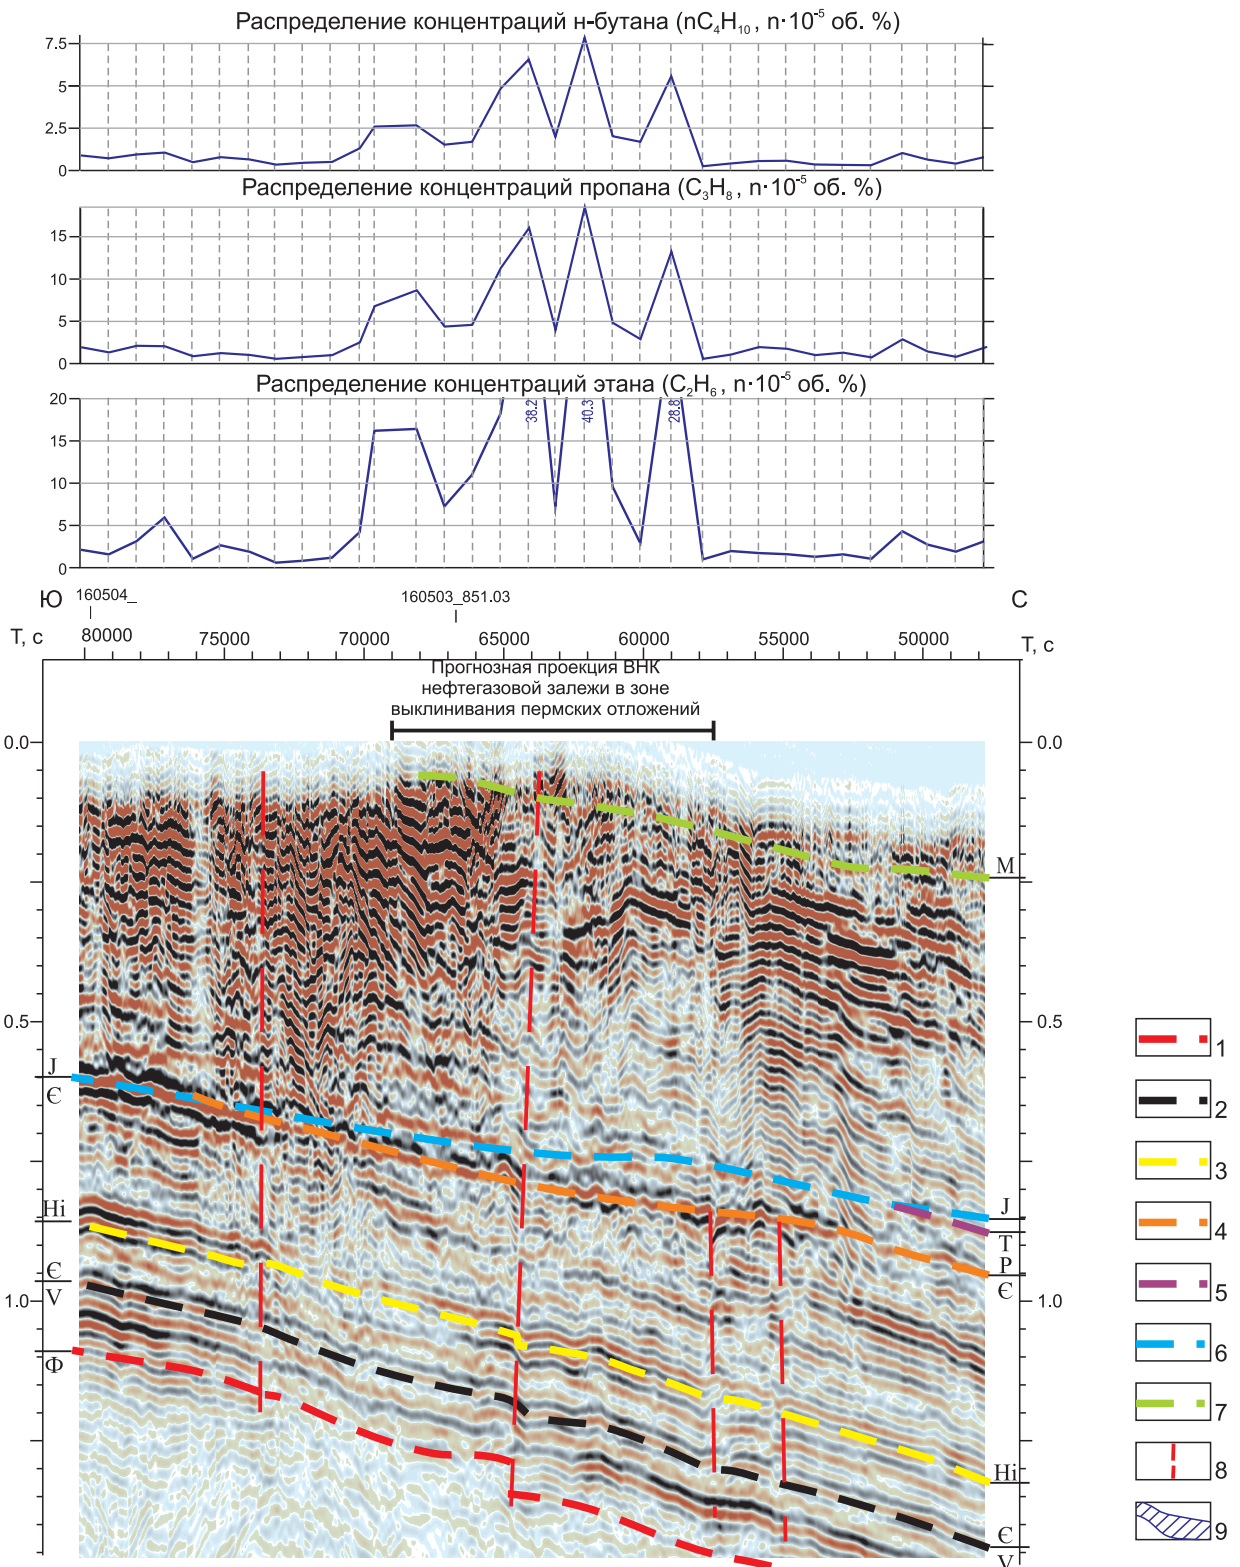 Распределение концентраций н-бутана (nC₄H₁₀, n·10⁻⁵ об. %)
7.5
5
2.5
0
Распределение концентраций пропана (C₃H₈, n·10⁻⁵ об. %)
15
10
5
0
Распределение концентраций этана (C₂H₆, n·10⁻⁵ об. %)
20
15
10
5
0
38.2
40.3
28.8
Ю 160504_ 160503_851.03 С
Т, с 80000 75000 70000 65000 60000 55000 50000 Т, с
Прогнозная проекция ВНК
нефтегазовой залежи в зоне
выклинивания пермских отложений
0.0 0.0
М
0.5 0.5
J
Є
J
Hi
T
P
Є
Є
V
1.0 1.0
Ф
Hi
Є
V
1
2
3
4
5
6
7
8
9